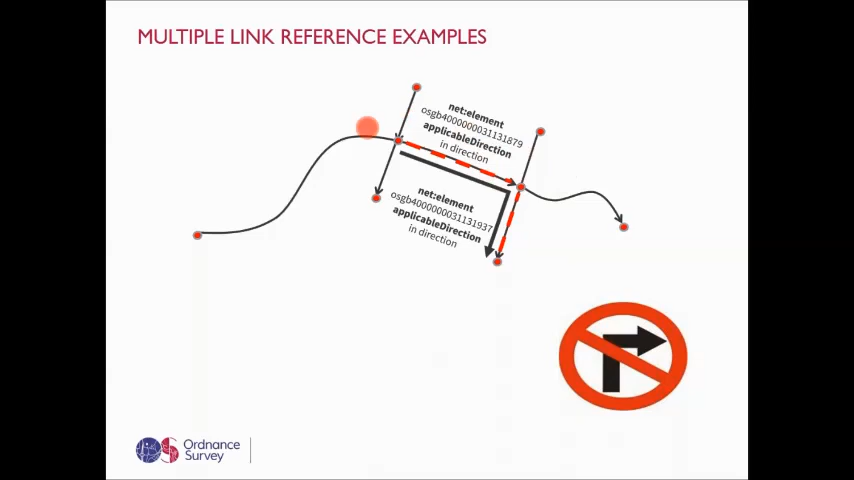 MULTIPLE LINK REFERENCE EXAMPLES
net:element
osgb4000000031131879
applicableDirection
in direction
net:element
osgb4000000031131937
applicableDirection
in direction
Ordnance
Survey